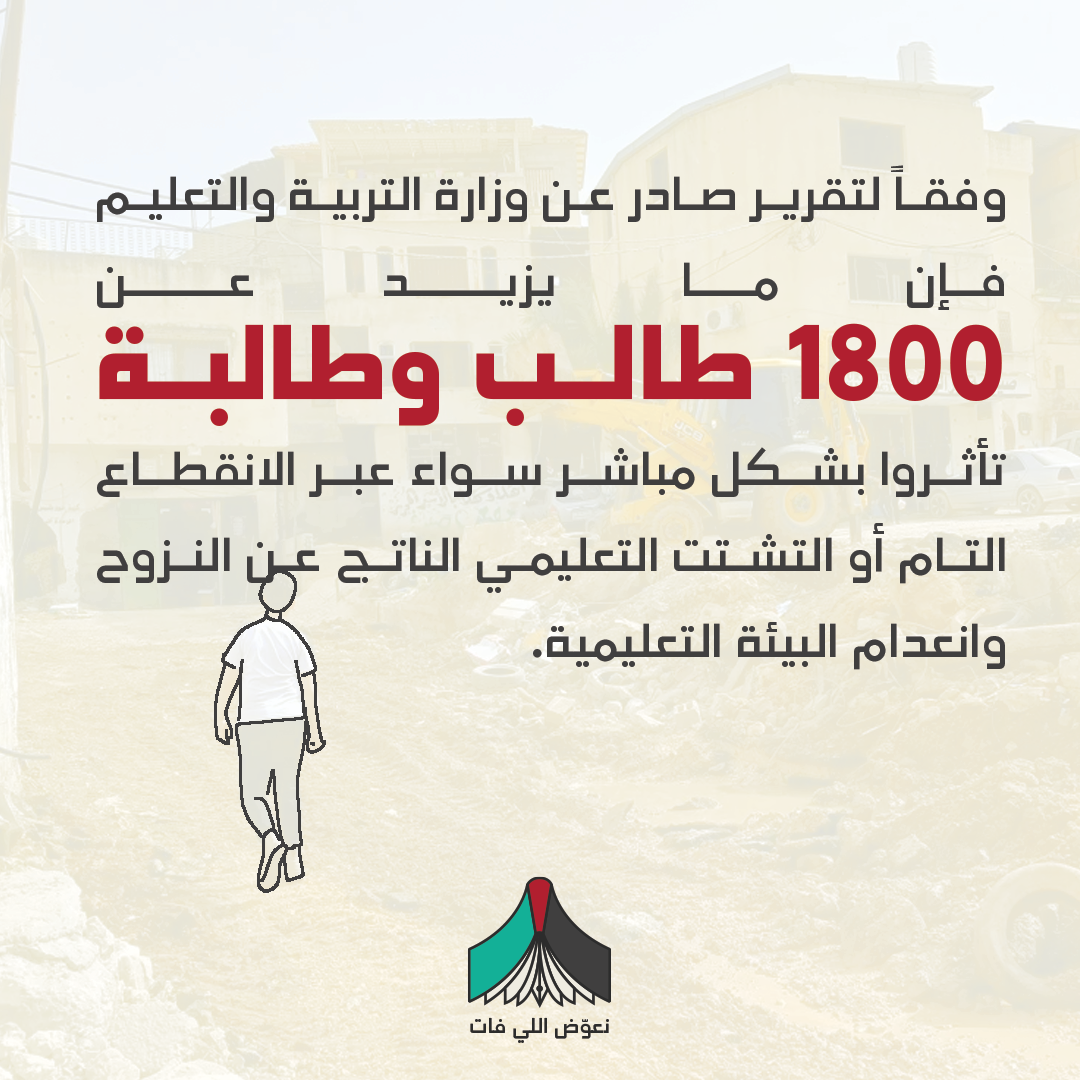 وفقاً لتقرير صادر عن وزارة التربية والتعليم
فإن ما يزيد عن
1800 طالب وطالبة
تأثروا بشكل مباشر سواء عبر الانقطاع
التام أو التشتت التعليمي الناتج عن النزوح
وانعدام البيئة التعليمية.
نعوّض اللي فات